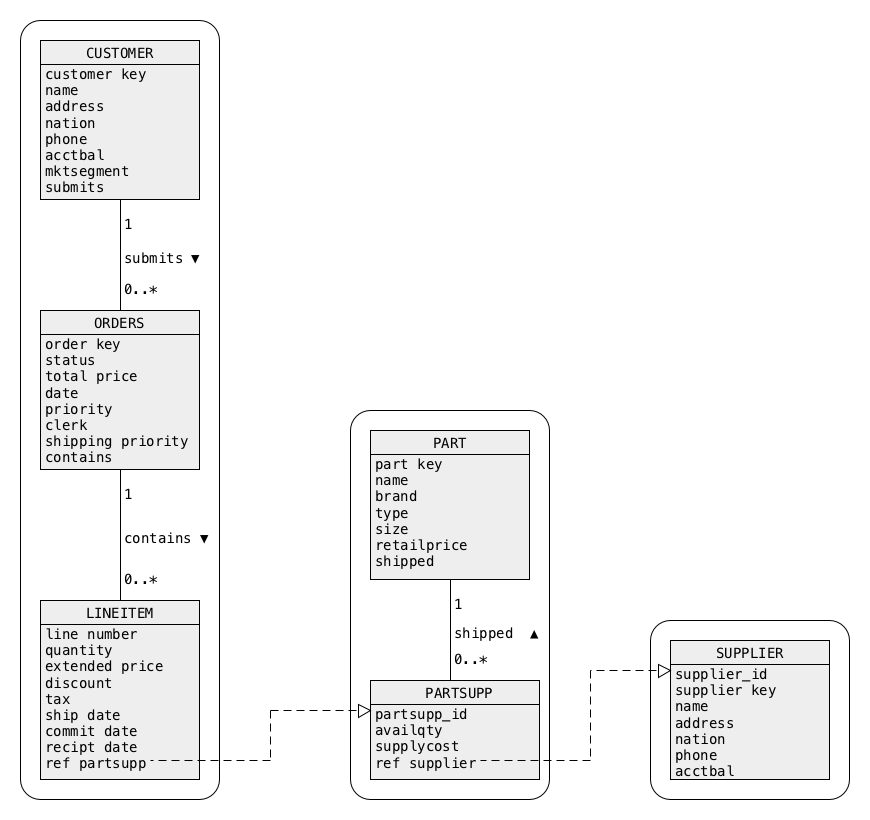 CUSTOMER
customer key
name
address
nation
phone
acctbal
mktsegment
submits
1
submits ▼
0..*
ORDERS
order key
status
total price
date
priority
clerk
shipping priority
contains
1
contains ▼
0..*
LINEITEM
line number
quantity
extended price
discount
tax
ship date
commit date
recipt date
ref partsupp
PART
part key
name
brand
type
size
retailprice
shipped
1
shipped ▲
0..*
PARTSUPP
partsupp_id
availqty
supplycost
ref supplier
SUPPLIER
supplier_id
supplier key
name
address
nation
phone
acctbal